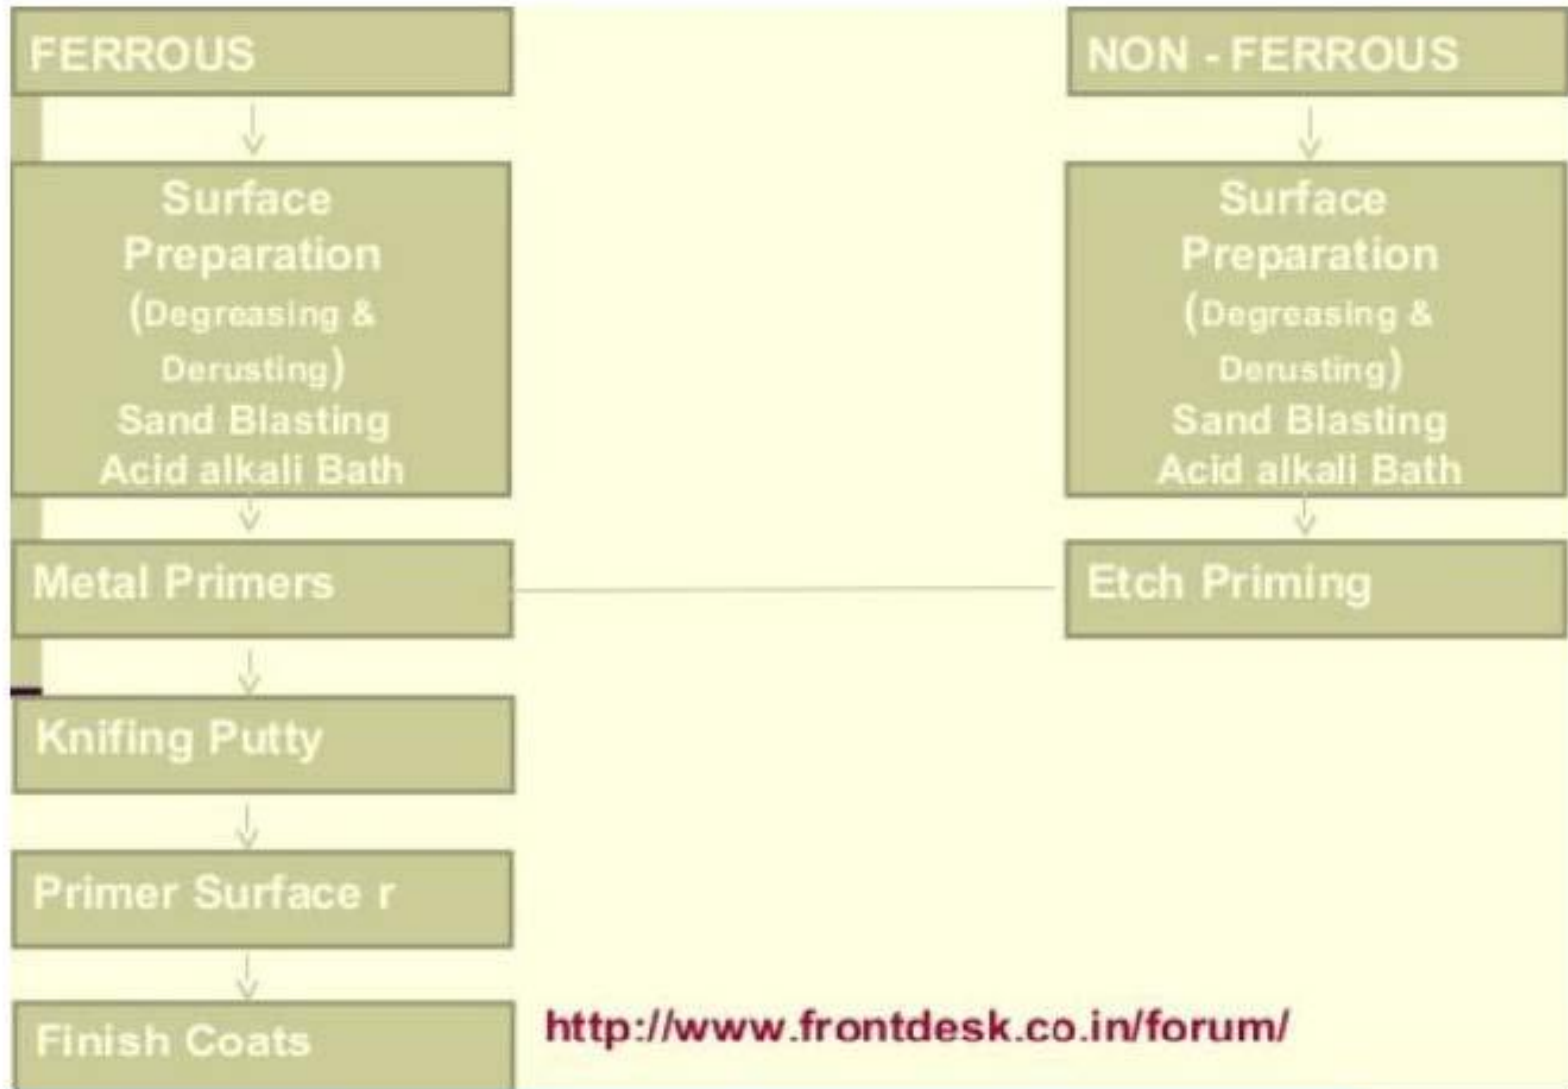 FERROUS
Surface
Preparation
(Degreasing &
Derusting)
Sand Blasting
Acid alkali Bath
Metal Primers
Knifing Putty
Primer Surface r
Finish Coats
NON - FERROUS
Surface
Preparation
(Degreasing &
Derusting)
Sand Blasting
Acid alkali Bath
Etch Priming
http://www.frontdesk.co.in/forum/